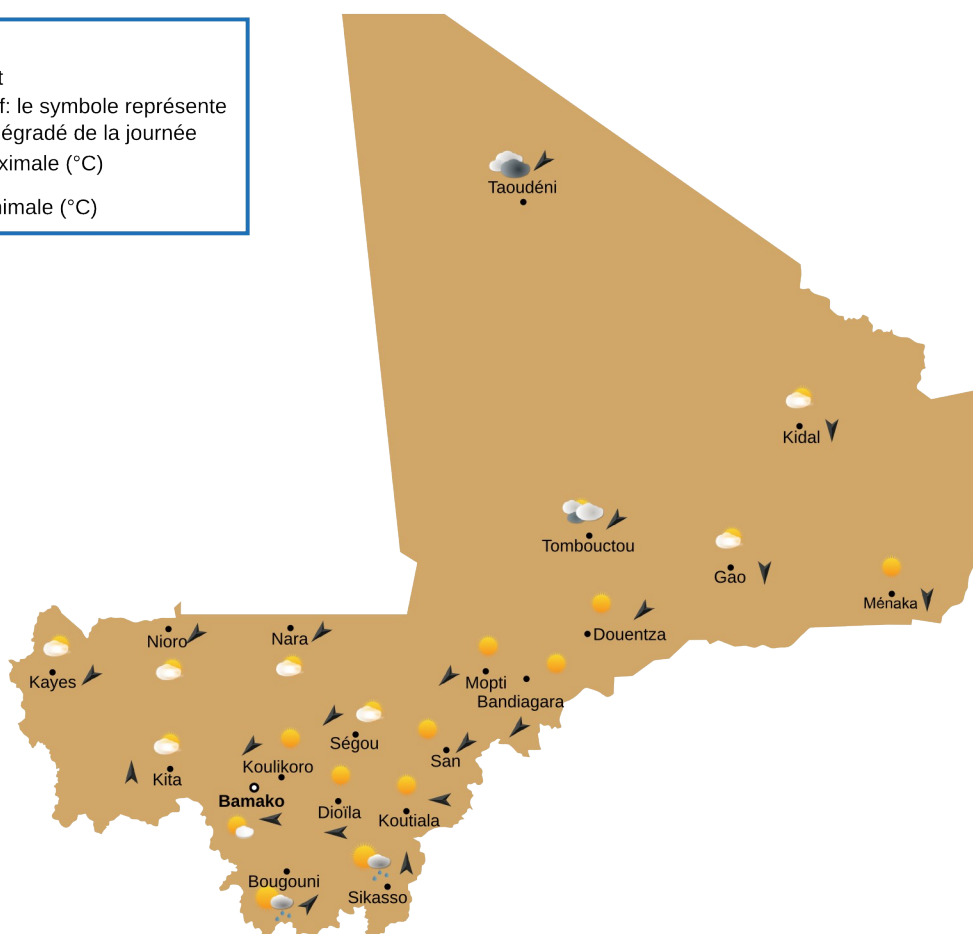 t
f: le symbole représente
égradé de la journée
ximale (°C)
imale (°C)
Taoudéni
Kidal
Tombouctou
Gao
Ménaka
Douentza
Nioro
Nara
Kayes
Mopti
Bandiagara
Ségou
San
Koulikoro
Kita
Bamako
Dioïla
Koutiala
Bougouni
Sikasso